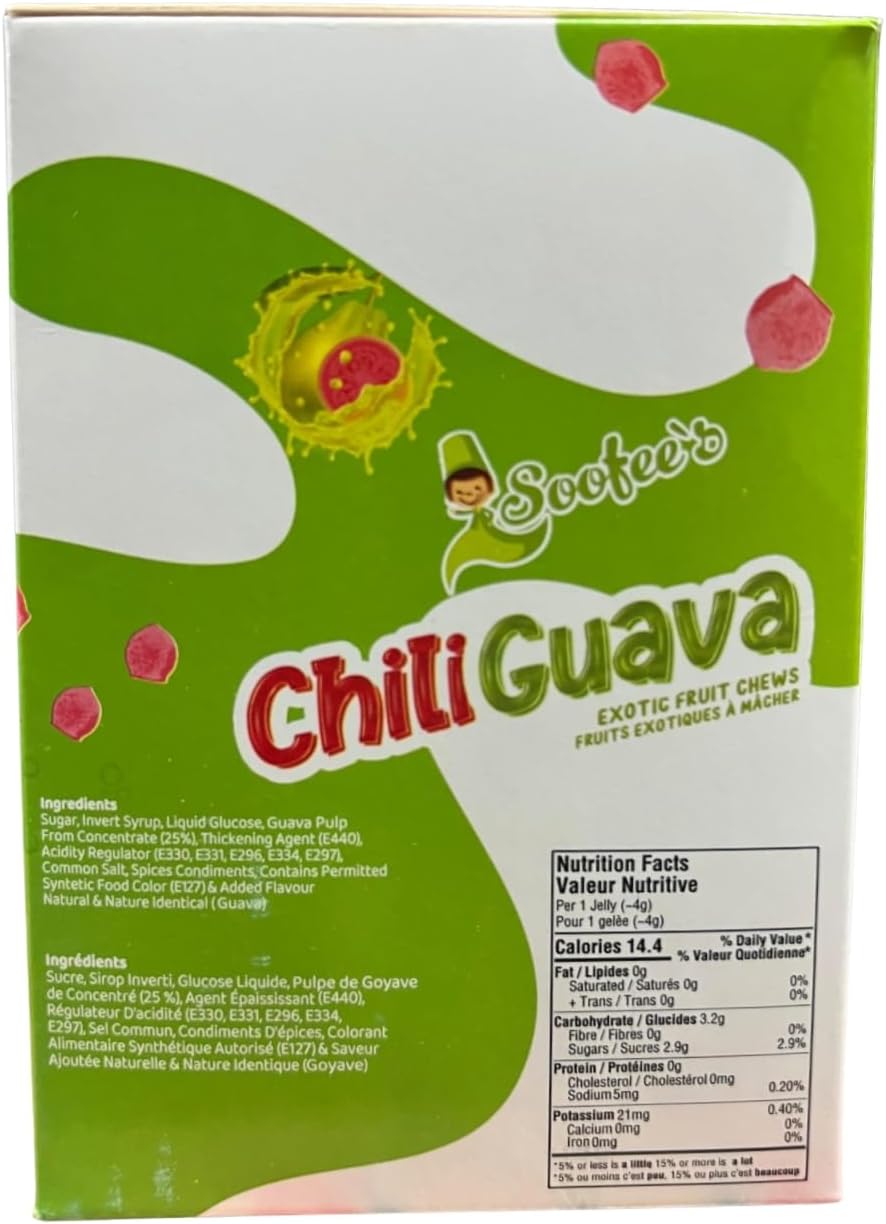 Soofee's
Chili Guava
EXOTIC FRUIT CHEWS
FRUITS EXOTIQUES À MÂCHER
Ingredients
Sugar, Invert Syrup, Liquid Glucose, Guava Pulp
From Concentrate (25%), Thickening Agent (E440),
Acidity Regulator (E330, E331, E296, E334, E297),
Common Salt, Spices Condiments, Contains Permitted
Syntetic Food Color (E127) & Added Flavour
Natural & Nature Identical (Guava)
Ingrédients
Sucre, Sirop Inverti, Glucose Liquide, Pulpe de Goyave
de Concentré (25 %), Agent Épaississant (E440),
Régulateur D'acidité (E330, E331, E296, E334,
E297), Sel Commun, Condiments D'épices, Colorant
Alimentaire Synthétique Autorisé (E127) & Saveur
Ajoutée Naturelle & Nature Identique (Goyave)
Nutrition Facts
Valeur Nutritive
Per 1 Jelly (~4g)
Pour 1 gelèe (~4g)
Calories 14.4 % Daily Value *
% Valeur Quotidienne*
Fat / Lipides 0g
Saturated / Saturés 0g 0%
+ Trans / Trans 0g 0%
Carbohydrate / Glucides 3.2g
Fibre / Fibres 0g 0%
Sugars / Sucres 2.9g 2.9%
Protein / Protéines 0g
Cholesterol / Cholestérol 0mg
Sodium 5mg 0.20%
Potassium 21mg 0.40%
Calcium 0mg 0%
Iron 0mg 0%
*5% or less is a little 15% or more is a lot
*5% ou moins c'est peu, 15% ou plus c'est beaucoup